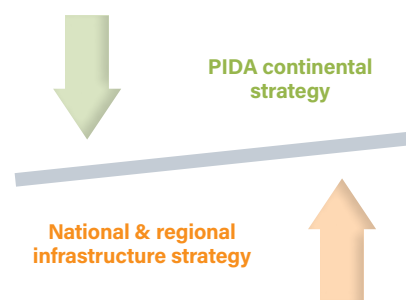 PIDA continental
strategy
National & regional
infrastructure strategy